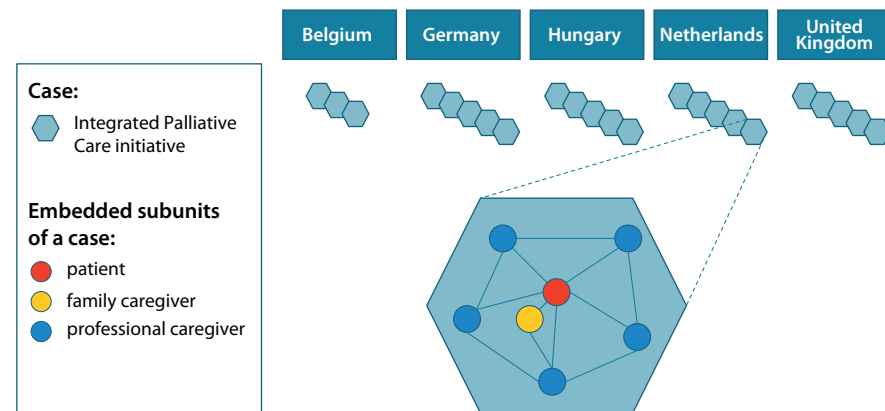 Belgium
Germany
Hungary
Netherlands
United
Kingdom
Case:
Integrated Palliative
Care initiative
Embedded subunits
of a case:
patient
family caregiver
professional caregiver